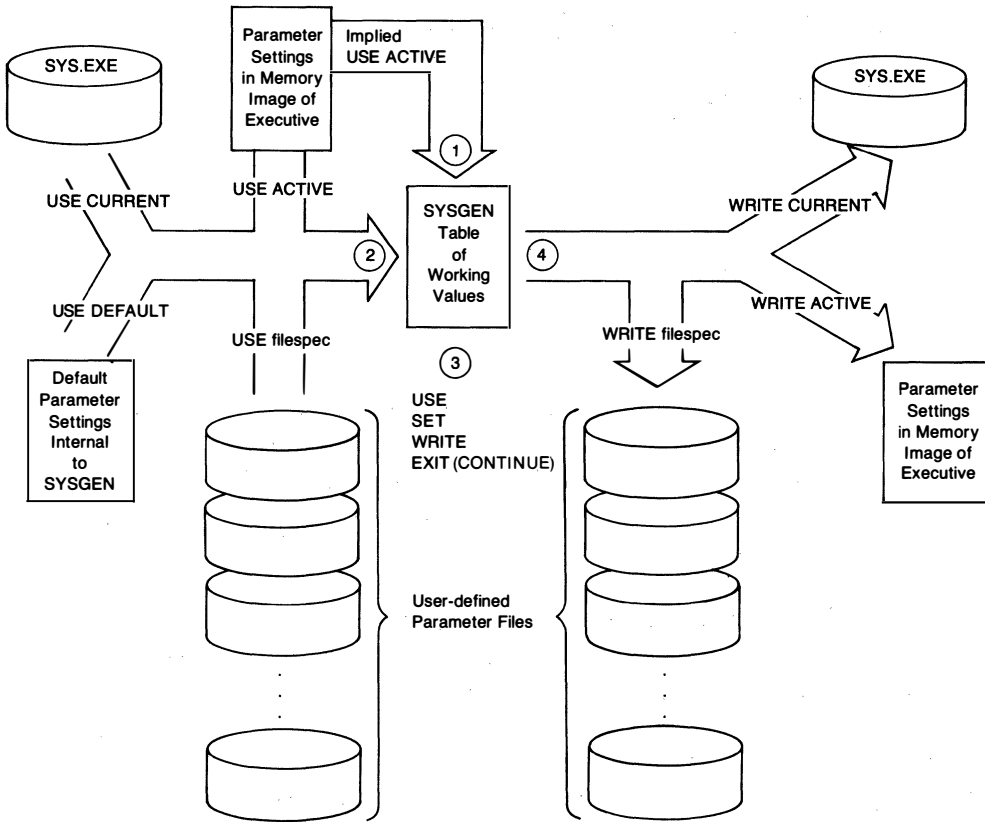 SYS.EXE
Parameter
Settings
in Memory
Image of
Executive
Implied
USE ACTIVE
SYS.EXE
1
USE CURRENT
USE ACTIVE
2
SYSGEN
Table
of
Working
Values
4
WRITE CURRENT
USE DEFAULT
USE filespec
WRITE filespec
WRITE ACTIVE
3
Default
Parameter
Settings
Internal
to
SYSGEN
USE
SET
WRITE
EXIT (CONTINUE)
Parameter
Settings
in Memory
Image of
Executive
User-defined
Parameter Files